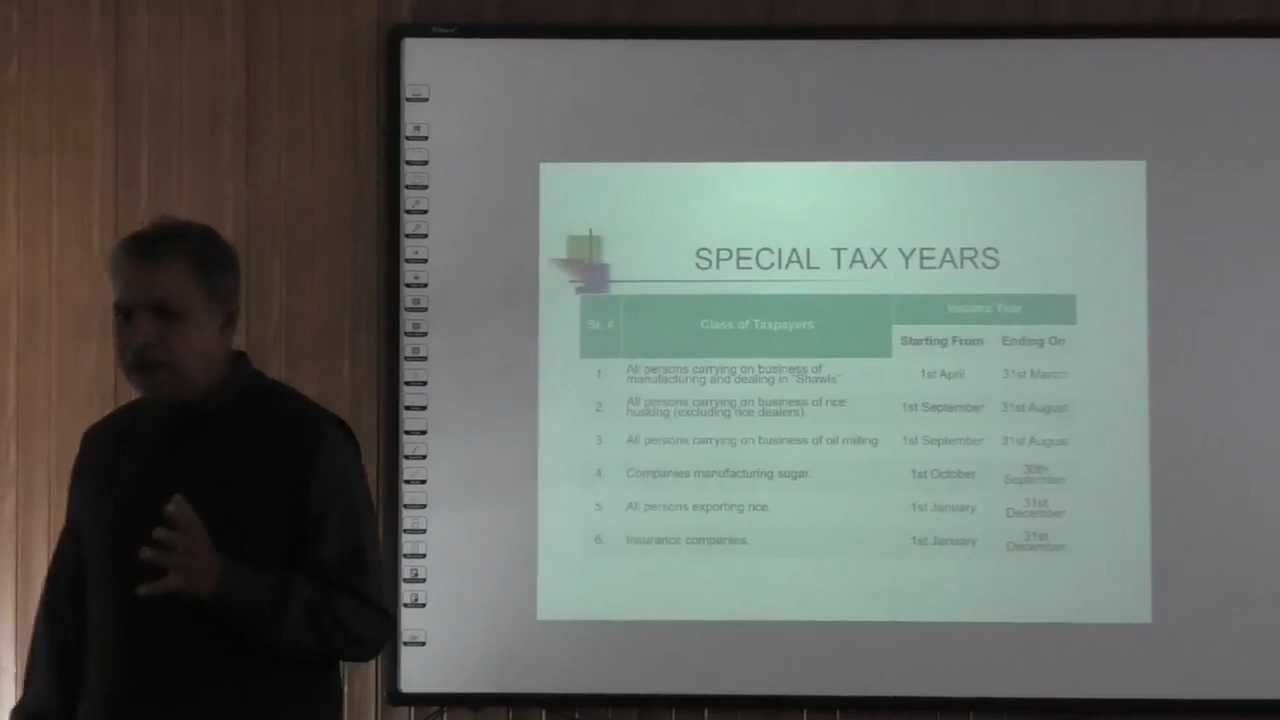 SPECIAL TAX YEARS
Sr. # Class of Taxpayers Income Year
Starting From Ending On
1. All persons carrying on business of
manufacturing and dealing in "Shawls" 1st April 31st March
2. All persons carrying on business of rice
husking (excluding rice dealers). 1st September 31st August
3. All persons carrying on business of oil milling. 1st September 31st August
4. Companies manufacturing sugar. 1st October 30th
September
5. All persons exporting rice. 1st January 31st
December
6. Insurance companies. 1st January 31st
December